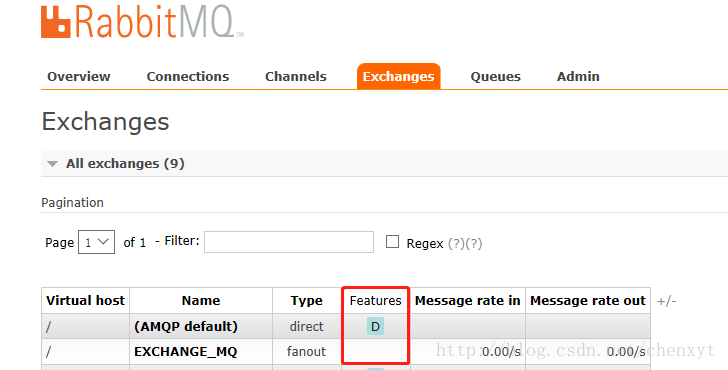 RabbitMQ TM
Overview Connections Channels Exchanges Queues Admin
Exchanges
All exchanges (9)
Pagination
Page 1 of 1 - Filter: Regex (?)(?)
Virtual host Name Type Features Message rate in Message rate out +/-
/ (AMQP default) direct D
/ EXCHANGE_MQ fanout 0.00/s 0.00/s
http://blog.csdn.net/chenxyt